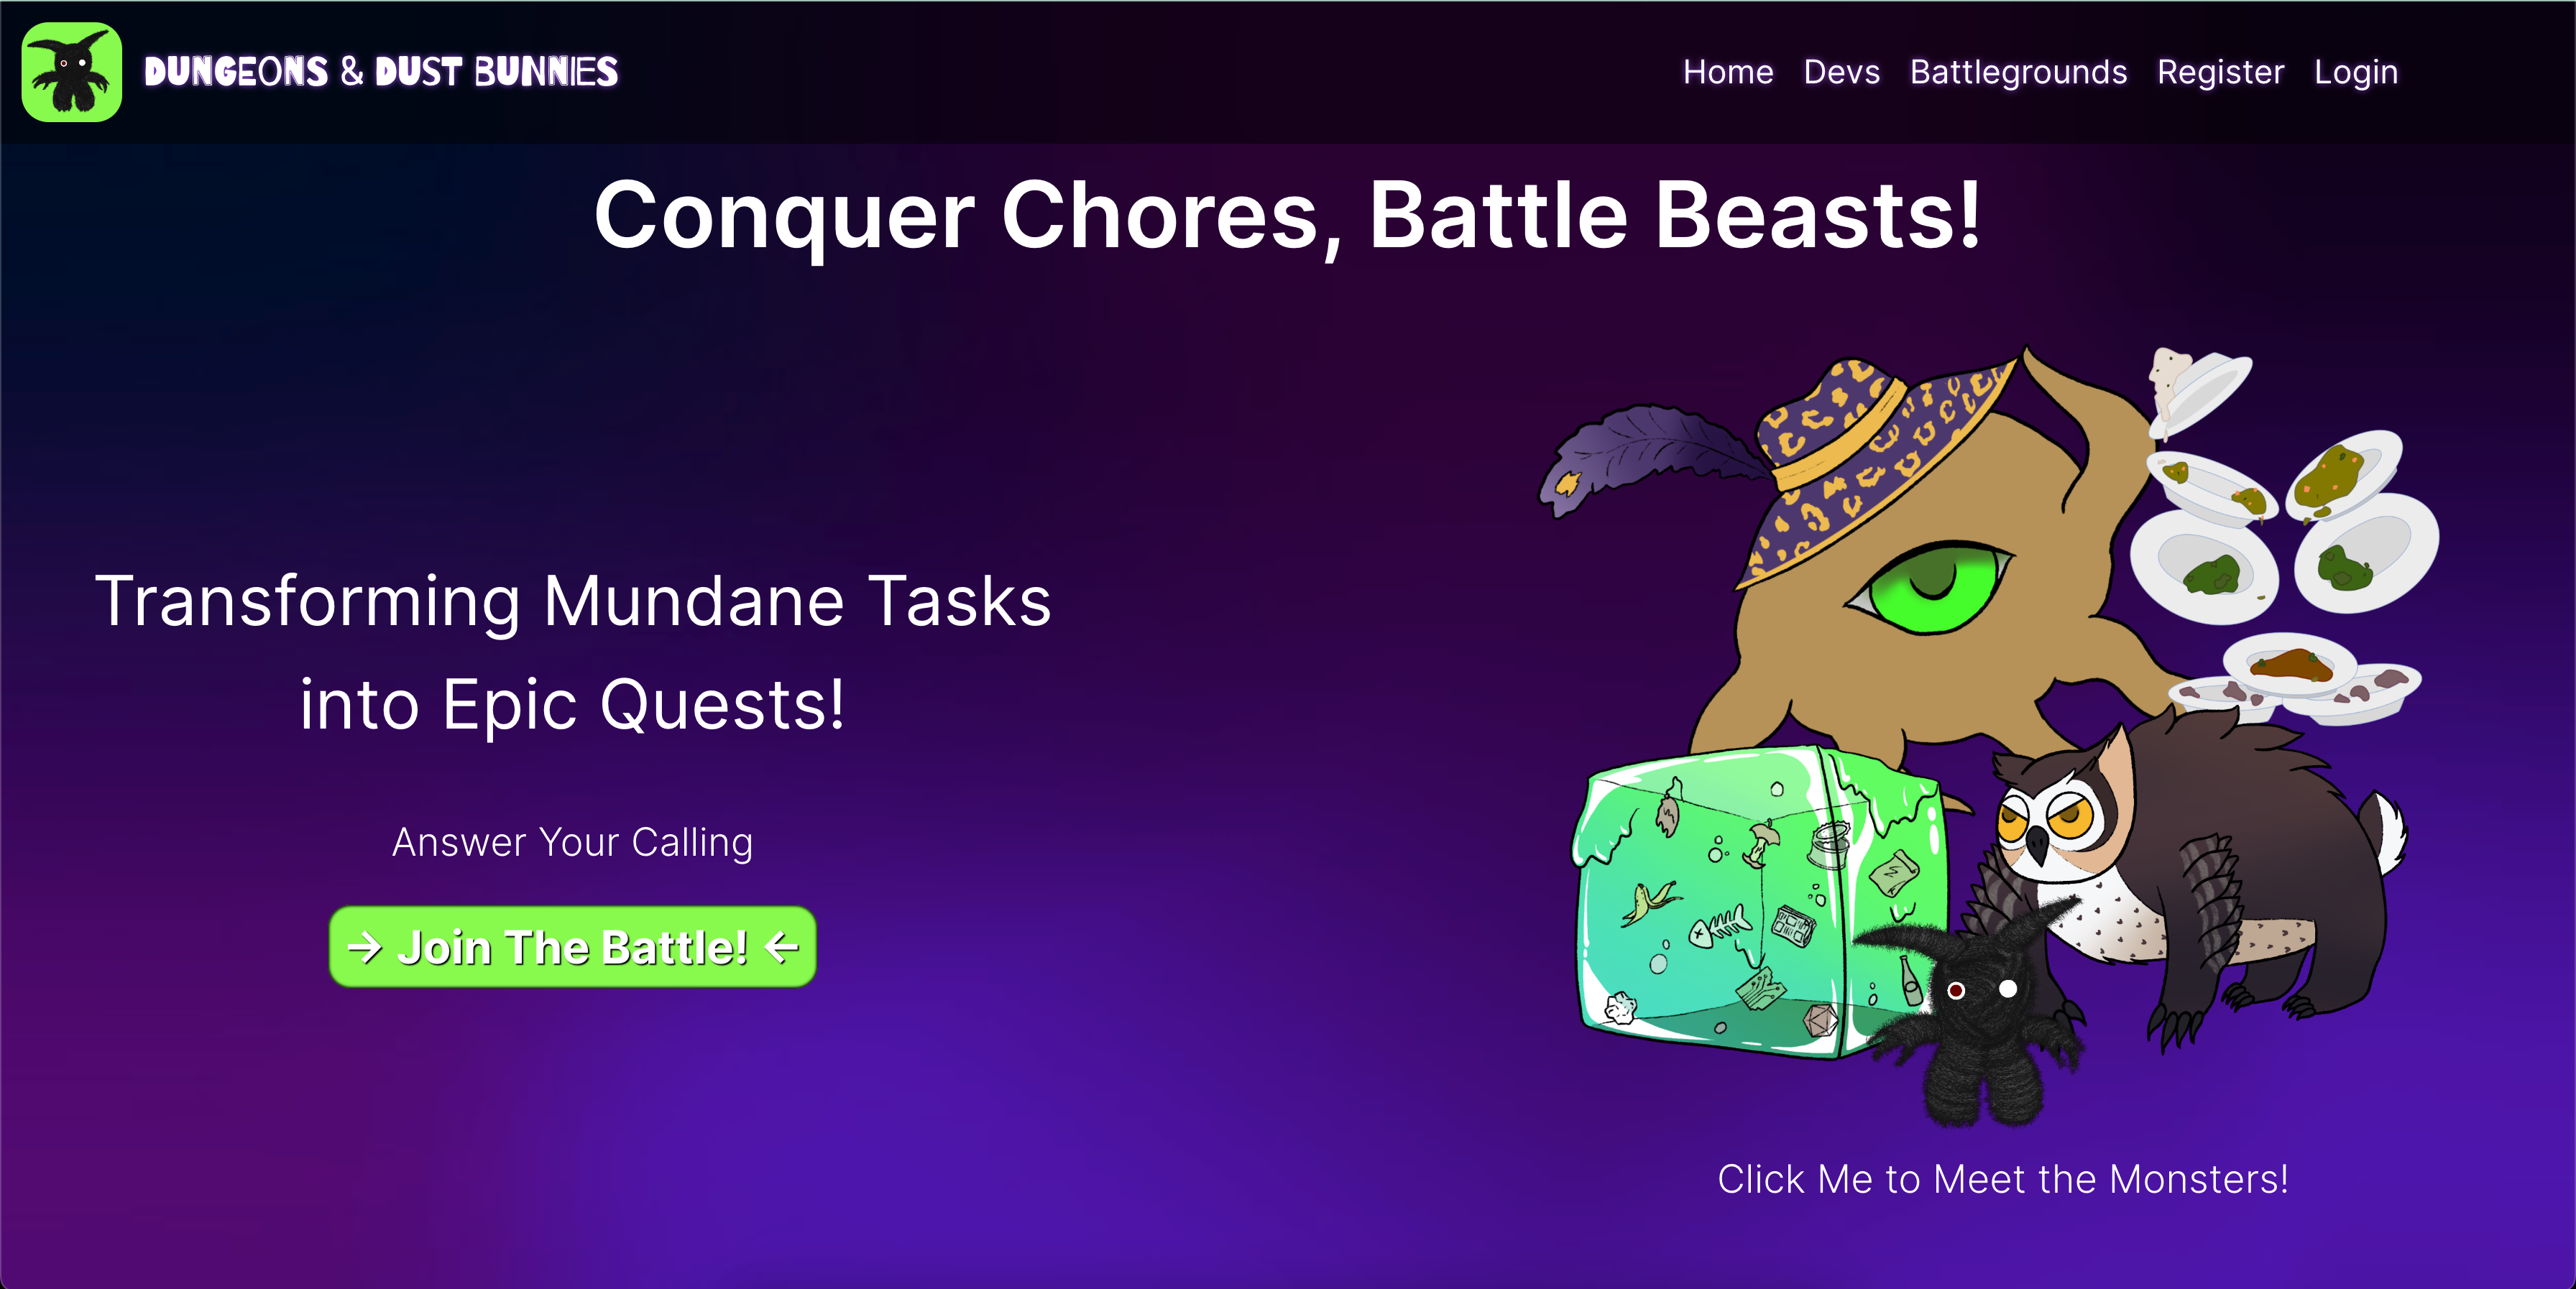 DUNGEONS & DUST BUNNIES
Home Devs Battlegrounds Register Login
Conquer Chores, Battle Beasts!
Transforming Mundane Tasks
into Epic Quests!
Answer Your Calling
→ Join The Battle! ←
Click Me to Meet the Monsters!